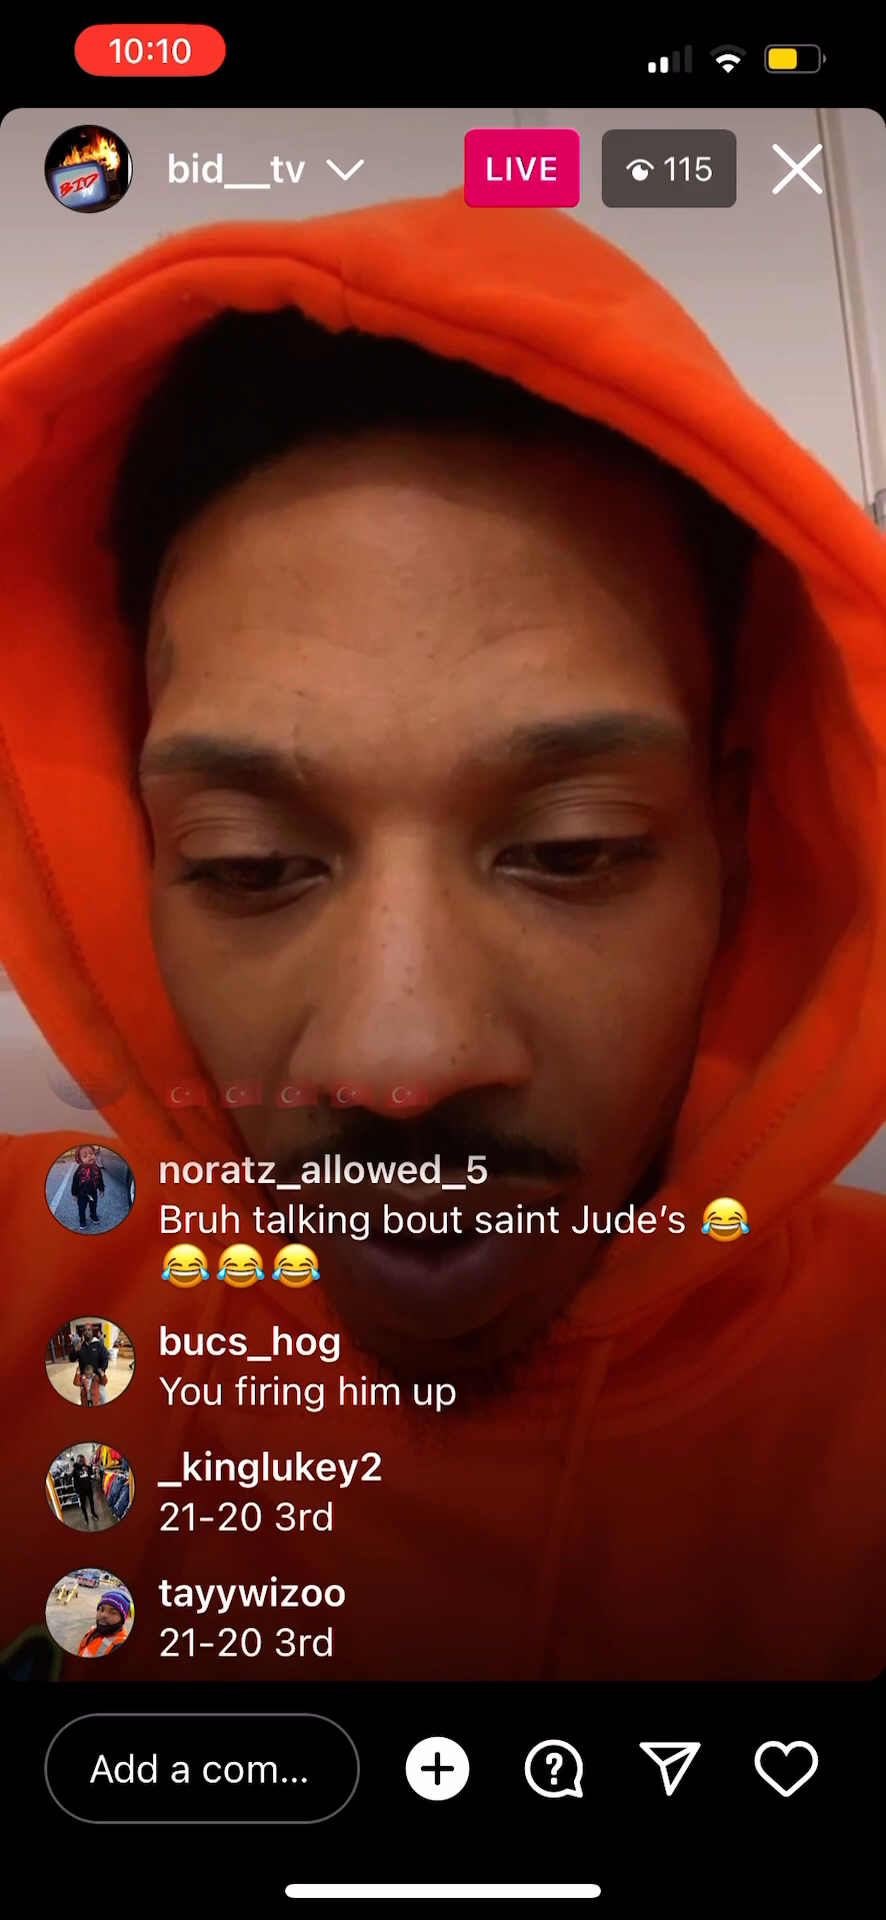 10:10
BID
bid__tv
LIVE
115
noratz_allowed_5
Bruh talking bout saint Jude’s 😂
😂😂😂
bucs_hog
You firing him up
_kinglukey2
21-20 3rd
tayywizoo
21-20 3rd
Add a com...